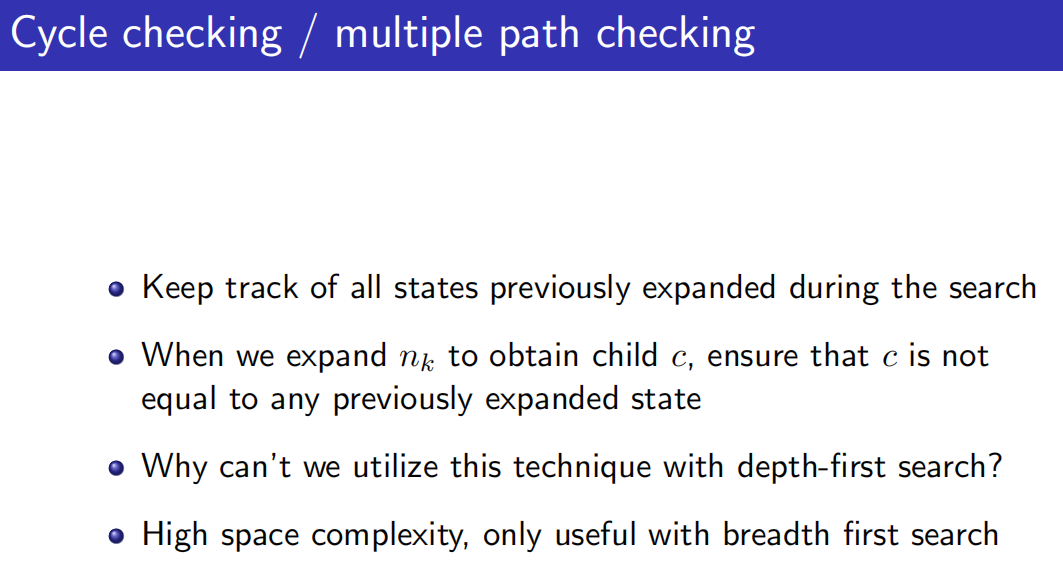 Cycle checking / multiple path checking
Keep track of all states previously expanded during the search
When we expand nₖ to obtain child c, ensure that c is not
equal to any previously expanded state
Why can't we utilize this technique with depth-first search?
High space complexity, only useful with breadth first search